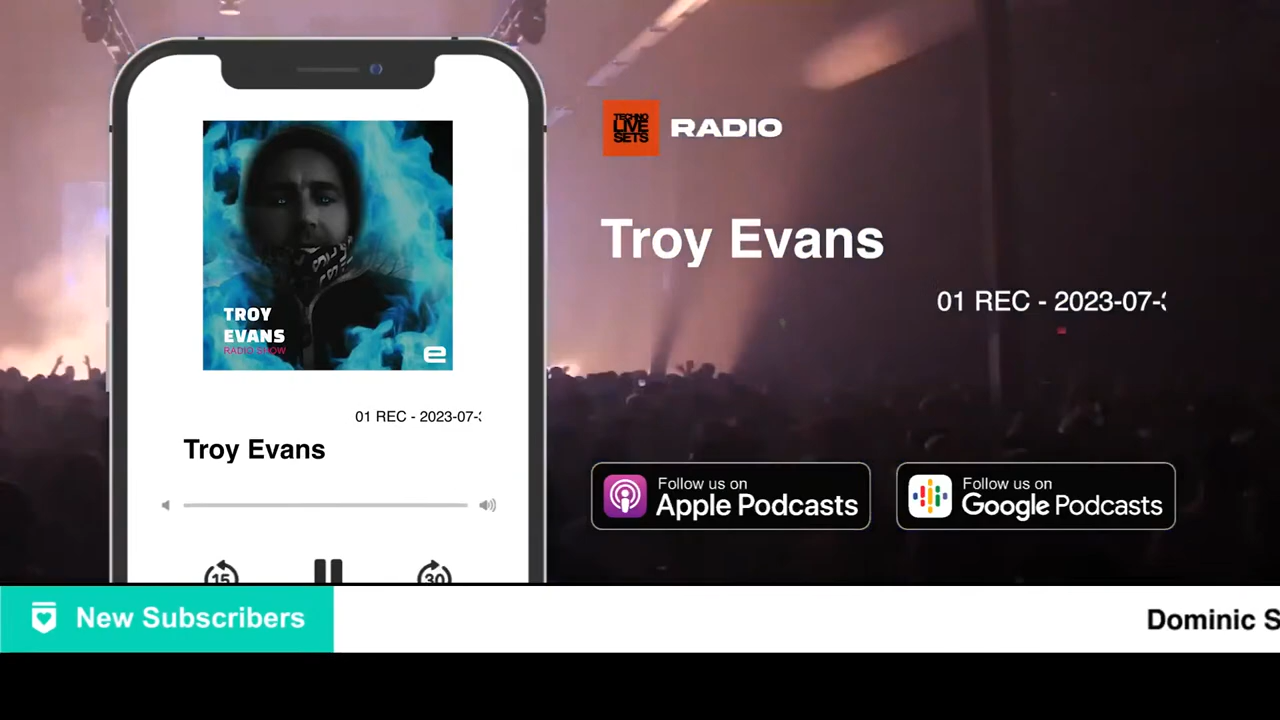 TROY
EVANS
RADIO SHOW
e
01 REC - 2023-07-
Troy Evans
15
30
TECHNO
LIVE
SETS
RADIO
Troy Evans
01 REC - 2023-07-
Follow us on
Apple Podcasts
Follow us on
Google Podcasts
New Subscribers
Dominic S